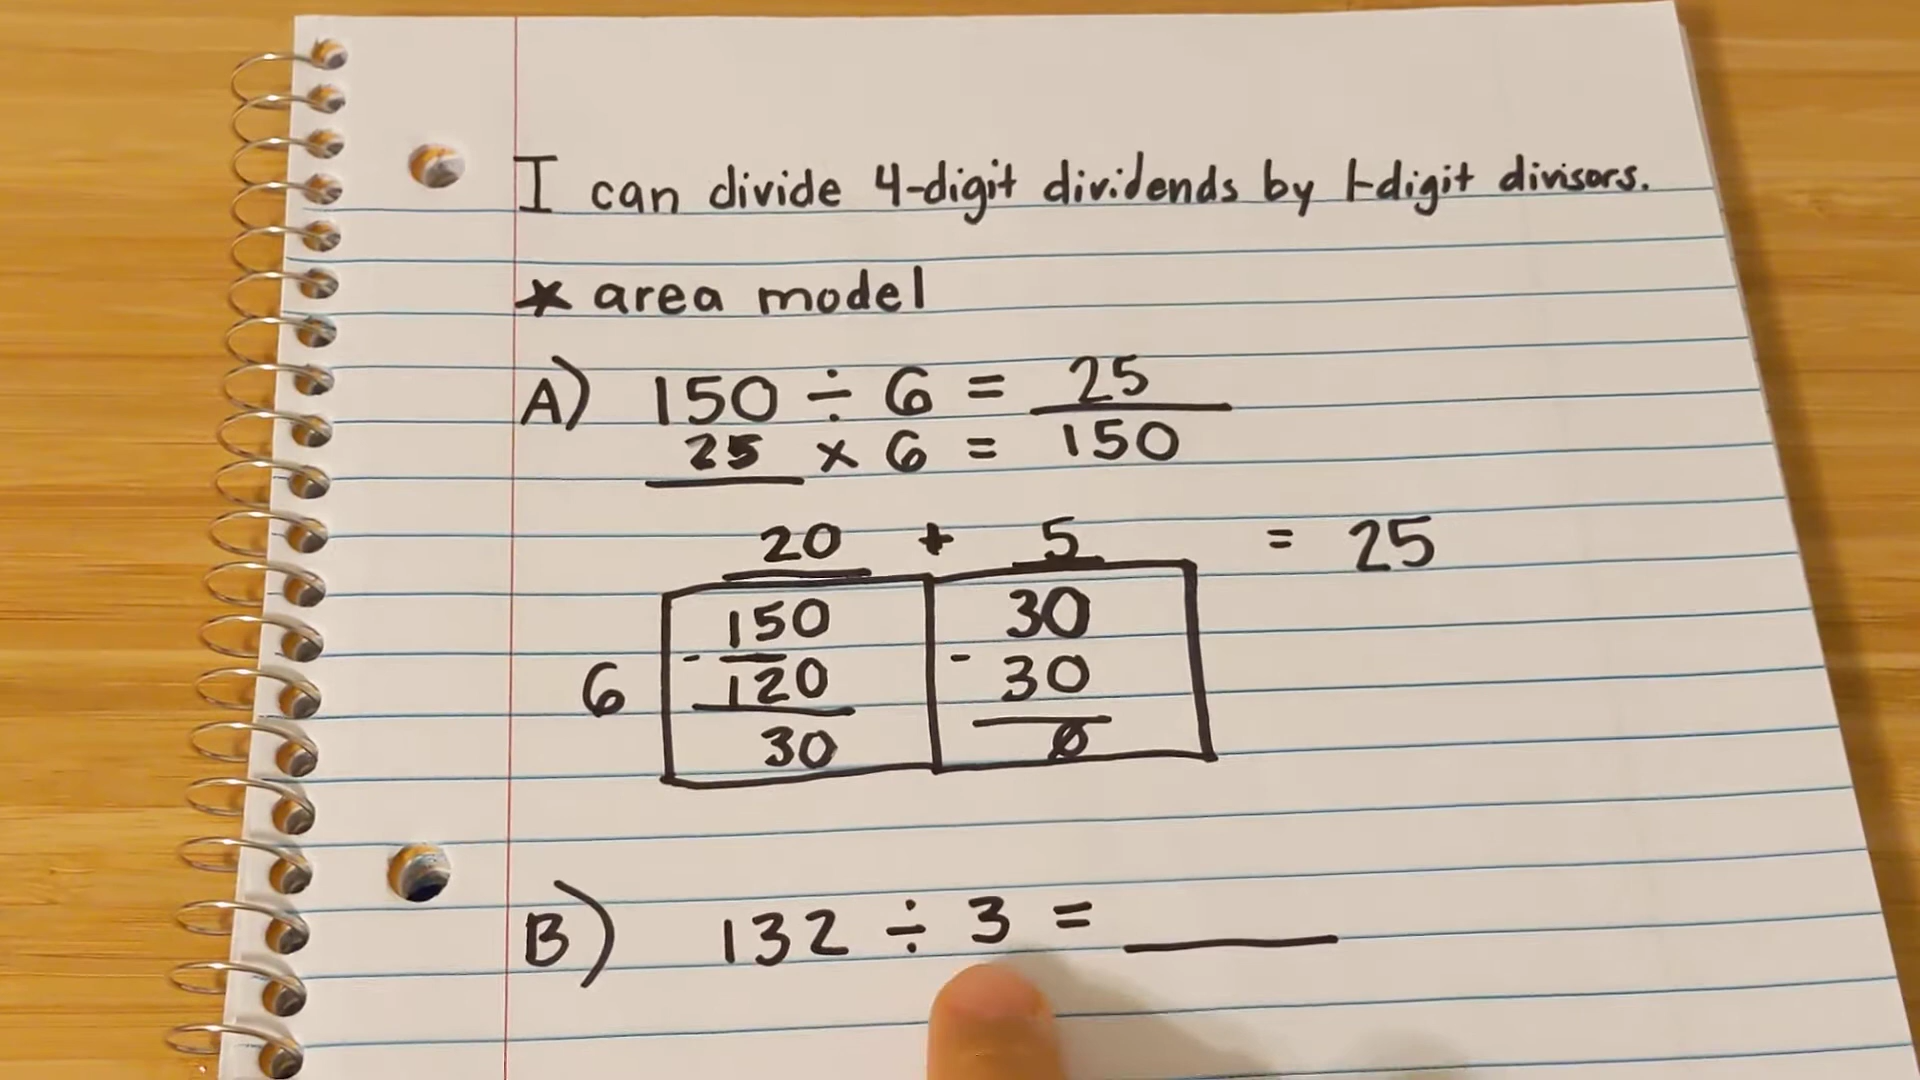 I can divide 4-digit dividends by 1-digit divisors.
* area model
A) 150 ÷ 6 = 25
25 × 6 = 150
20 + 5 = 25
150 30
6 - 120 - 30
30 0
B) 132 ÷ 3 = ____